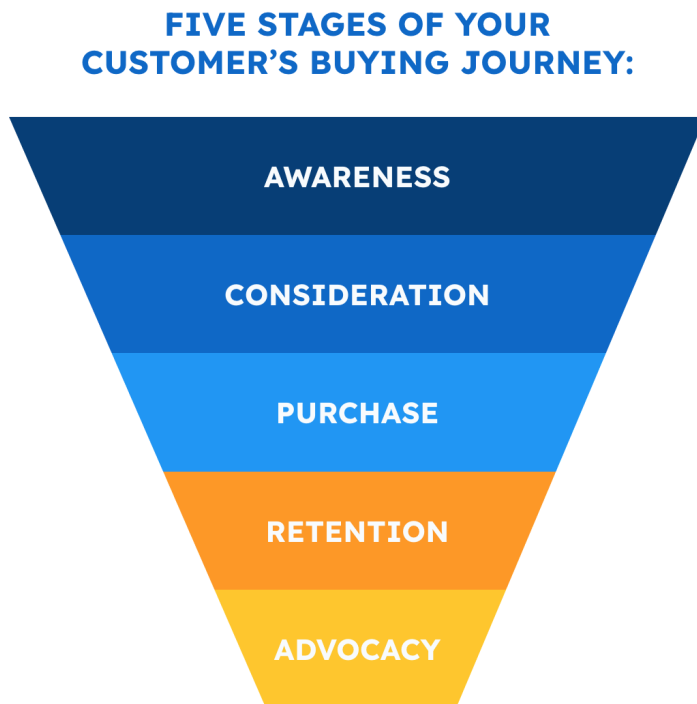 FIVE STAGES OF YOUR
CUSTOMER’S BUYING JOURNEY:
AWARENESS
CONSIDERATION
PURCHASE
RETENTION
ADVOCACY